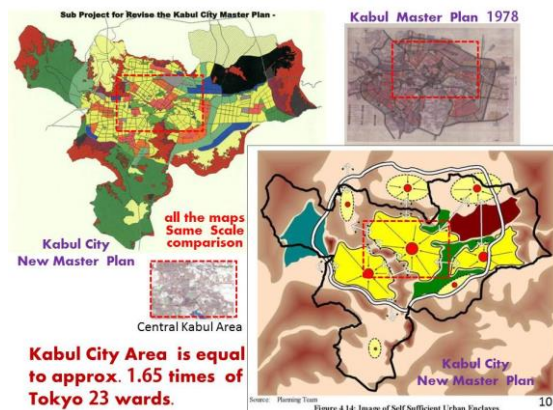 Sub Project for Revise the Kabul City Master Plan -
Kabul Master Plan 1978
all the maps
Same Scale
comparison
Kabul City
New Master Plan
Central Kabul Area
Kabul City Area is equal
to approx. 1.65 times of
Tokyo 23 wards.
Kabul City
New Master Plan
Source Planning Team
10
Figure 4.14: Image of Self Sufficient Urban Enclaves